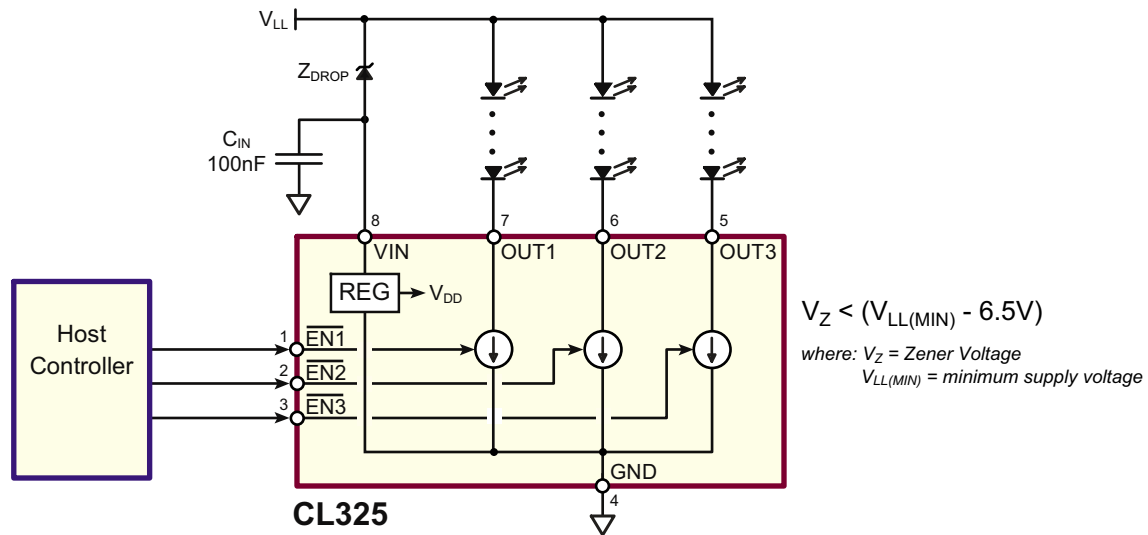 VLL
ZDROP
CIN
100nF
8
7
6
5
VIN
OUT1
OUT2
OUT3
REG
VDD
Host
Controller
1
EN1
2
EN2
3
EN3
GND
4
CL325
VZ < (VLL(MIN) - 6.5V)
where: VZ = Zener Voltage
VLL(MIN) = minimum supply voltage